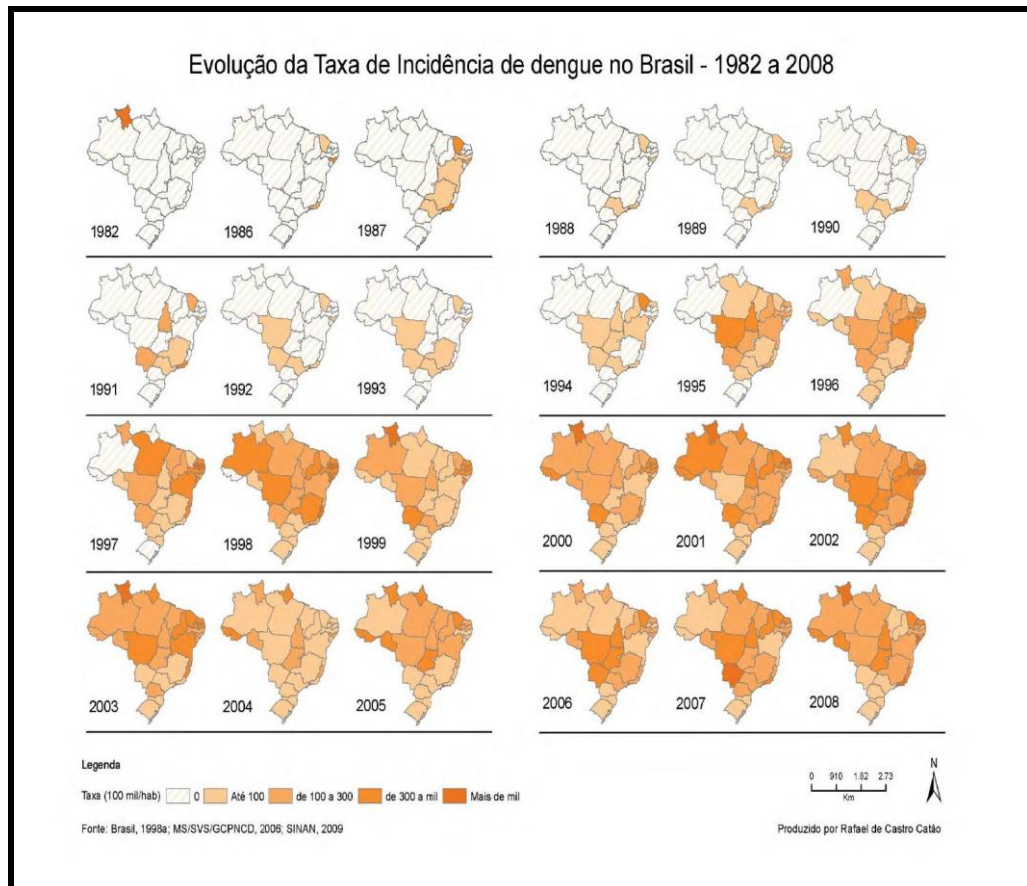 Evolução da Taxa de Incidência de dengue no Brasil - 1982 a 2008
1982 1986 1987 1988 1989 1990
1991 1992 1993 1994 1995 1996
1997 1998 1999 2000 2001 2002
2003 2004 2005 2006 2007 2008
Legenda
Taxa (100 mil/hab) 0 Até 100 de 100 a 300 de 300 a mil Mais de mil
0 910 1.82 2.73
Km
N
Fonte: Brasil, 1998a; MS/SVS/GCPNCD, 2006; SINAN, 2009
Produzido por Rafael de Castro Catão